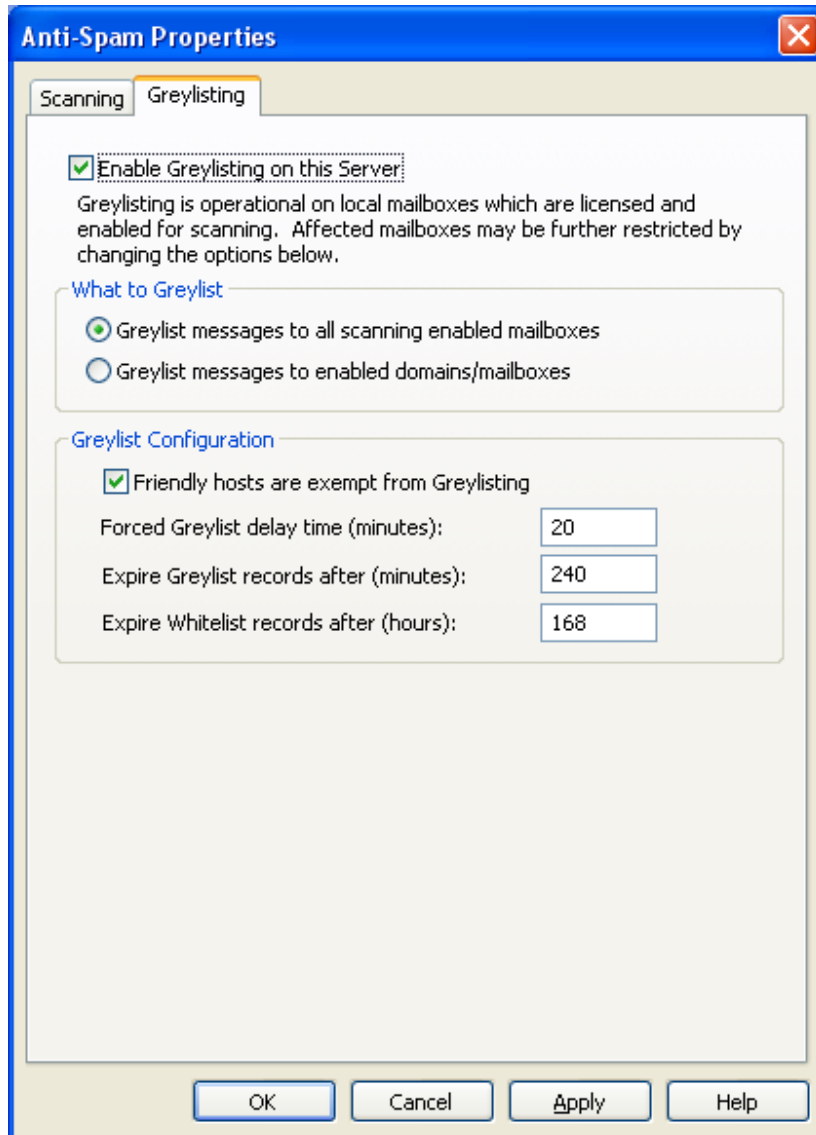 Anti-Spam Properties
Scanning
Greylisting
Enable Greylisting on this Server
Greylisting is operational on local mailboxes which are licensed and
enabled for scanning.  Affected mailboxes may be further restricted by
changing the options below.
What to Greylist
Greylist messages to all scanning enabled mailboxes
Greylist messages to enabled domains/mailboxes
Greylist Configuration
Friendly hosts are exempt from Greylisting
Forced Greylist delay time (minutes): 20
Expire Greylist records after (minutes): 240
Expire Whitelist records after (hours): 168
OK Cancel Apply Help